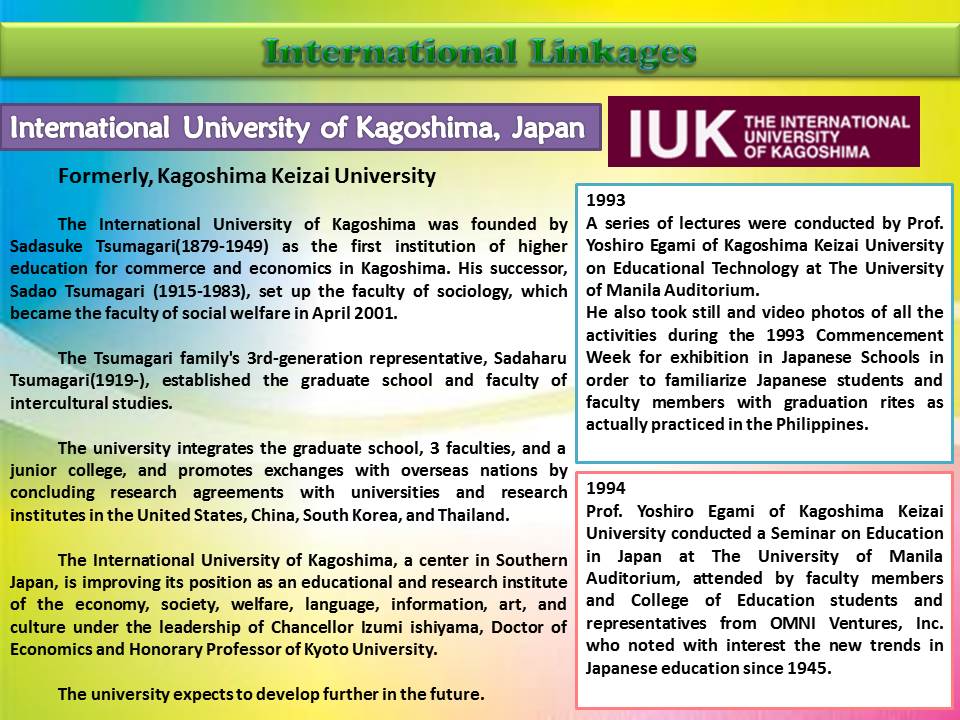 International Linkages
International University of Kagoshima, Japan
IUK THE INTERNATIONAL
UNIVERSITY
OF KAGOSHIMA
Formerly, Kagoshima Keizai University
The International University of Kagoshima was founded by
Sadasuke Tsumagari(1879-1949) as the first institution of higher
education for commerce and economics in Kagoshima. His successor,
Sadao Tsumagari (1915-1983), set up the faculty of sociology, which
became the faculty of social welfare in April 2001.
The Tsumagari family's 3rd-generation representative, Sadaharu
Tsumagari(1919-), established the graduate school and faculty of
intercultural studies.
The university integrates the graduate school, 3 faculties, and a
junior college, and promotes exchanges with overseas nations by
concluding research agreements with universities and research
institutes in the United States, China, South Korea, and Thailand.
The International University of Kagoshima, a center in Southern
Japan, is improving its position as an educational and research institute
of the economy, society, welfare, language, information, art, and
culture under the leadership of Chancellor Izumi ishiyama, Doctor of
Economics and Honorary Professor of Kyoto University.
The university expects to develop further in the future.
1993
A series of lectures were conducted by Prof.
Yoshiro Egami of Kagoshima Keizai University
on Educational Technology at The University
of Manila Auditorium.
He also took still and video photos of all the
activities during the 1993 Commencement
Week for exhibition in Japanese Schools in
order to familiarize Japanese students and
faculty members with graduation rites as
actually practiced in the Philippines.
1994
Prof. Yoshiro Egami of Kagoshima Keizai
University conducted a Seminar on Education
in Japan at The University of Manila
Auditorium, attended by faculty members
and College of Education students and
representatives from OMNI Ventures, Inc.
who noted with interest the new trends in
Japanese education since 1945.